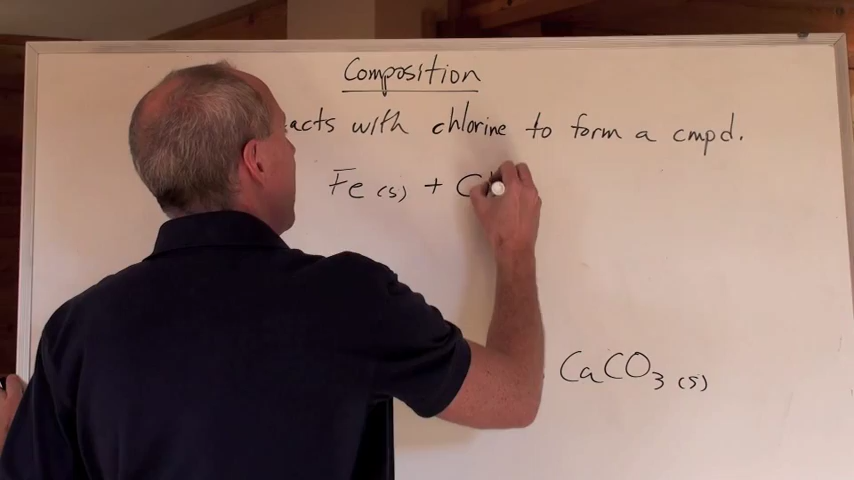 Composition
acts with chlorine to form a cmpd.
Fe (s) + C
CaCO3 (s)